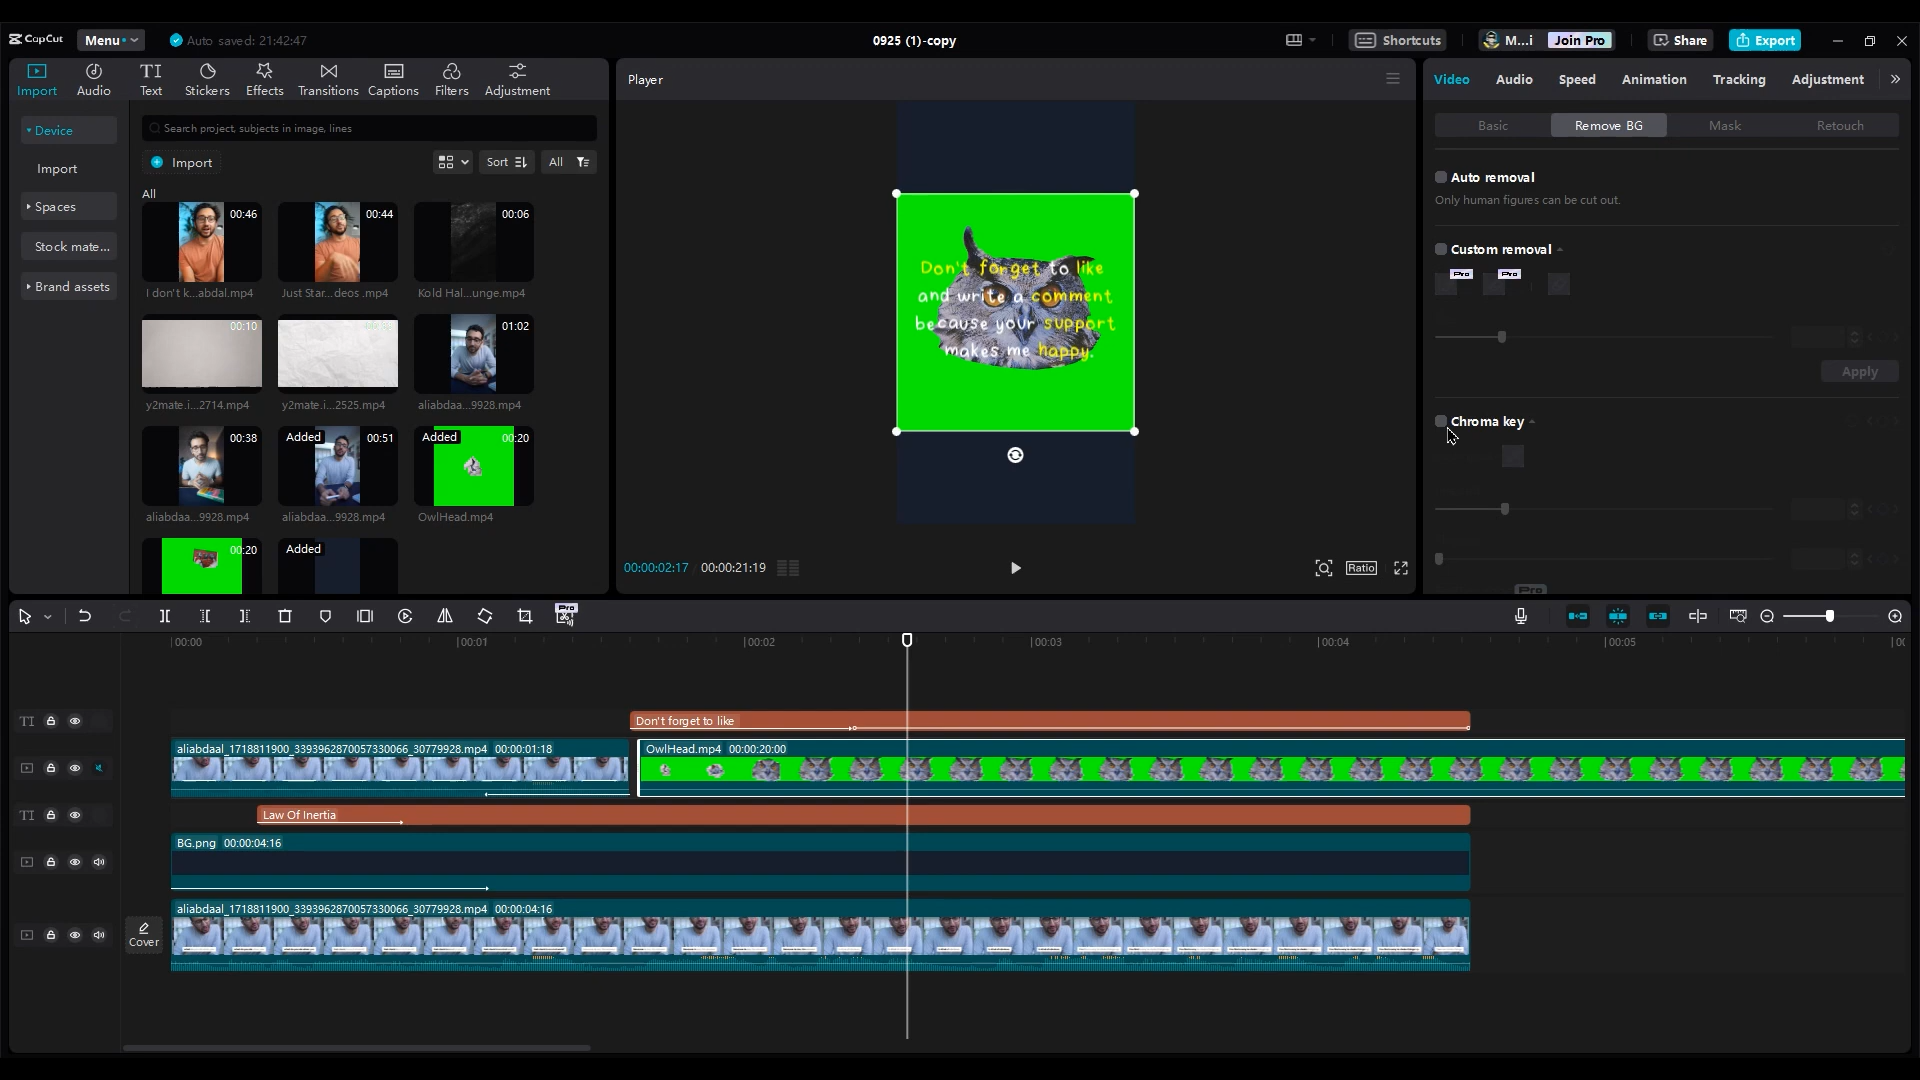 CapCut
Menu
Auto saved: 21:42:47
0925 (1)-copy
Shortcuts
M...i
Join Pro
Share
Export
Import
Audio
Text
Stickers
Effects
Transitions
Captions
Filters
Adjustment
Player
Video
Audio
Speed
Animation
Tracking
Adjustment
Device
Import
Spaces
Stock mate...
Brand assets
Search project, subjects in image, lines
Import
Sort
All
All
00:46
00:44
00:06
I don't k...abdal.mp4
Just Star...deos .mp4
Kold Hal...unge.mp4
00:10
01:02
y2mate.i...2714.mp4
y2mate.i...2525.mp4
aliabdaa...9928.mp4
00:38
Added
00:51
Added
00:20
aliabdaa...9928.mp4
aliabdaa...9928.mp4
OwlHead.mp4
00:20
Added
Don't forget to like
and write a comment
because your support
makes me happy.
00:00:02:17
00:00:21:19
Ratio
Basic
Remove BG
Mask
Retouch
Auto removal
Only human figures can be cut out.
Custom removal
Pro
Pro
Apply
Chroma key
Pro
Pro
00:00
00:01
00:02
00:03
00:04
00:05
TI
Don't forget to like
aliabdaal_1718811900_3393962870057330066_30779928.mp4 00:00:01:18
OwlHead.mp4 00:00:20:00
TI
Law Of Inertia
BG.png 00:00:04:16
aliabdaal_1718811900_3393962870057330066_30779928.mp4 00:00:04:16
Cover